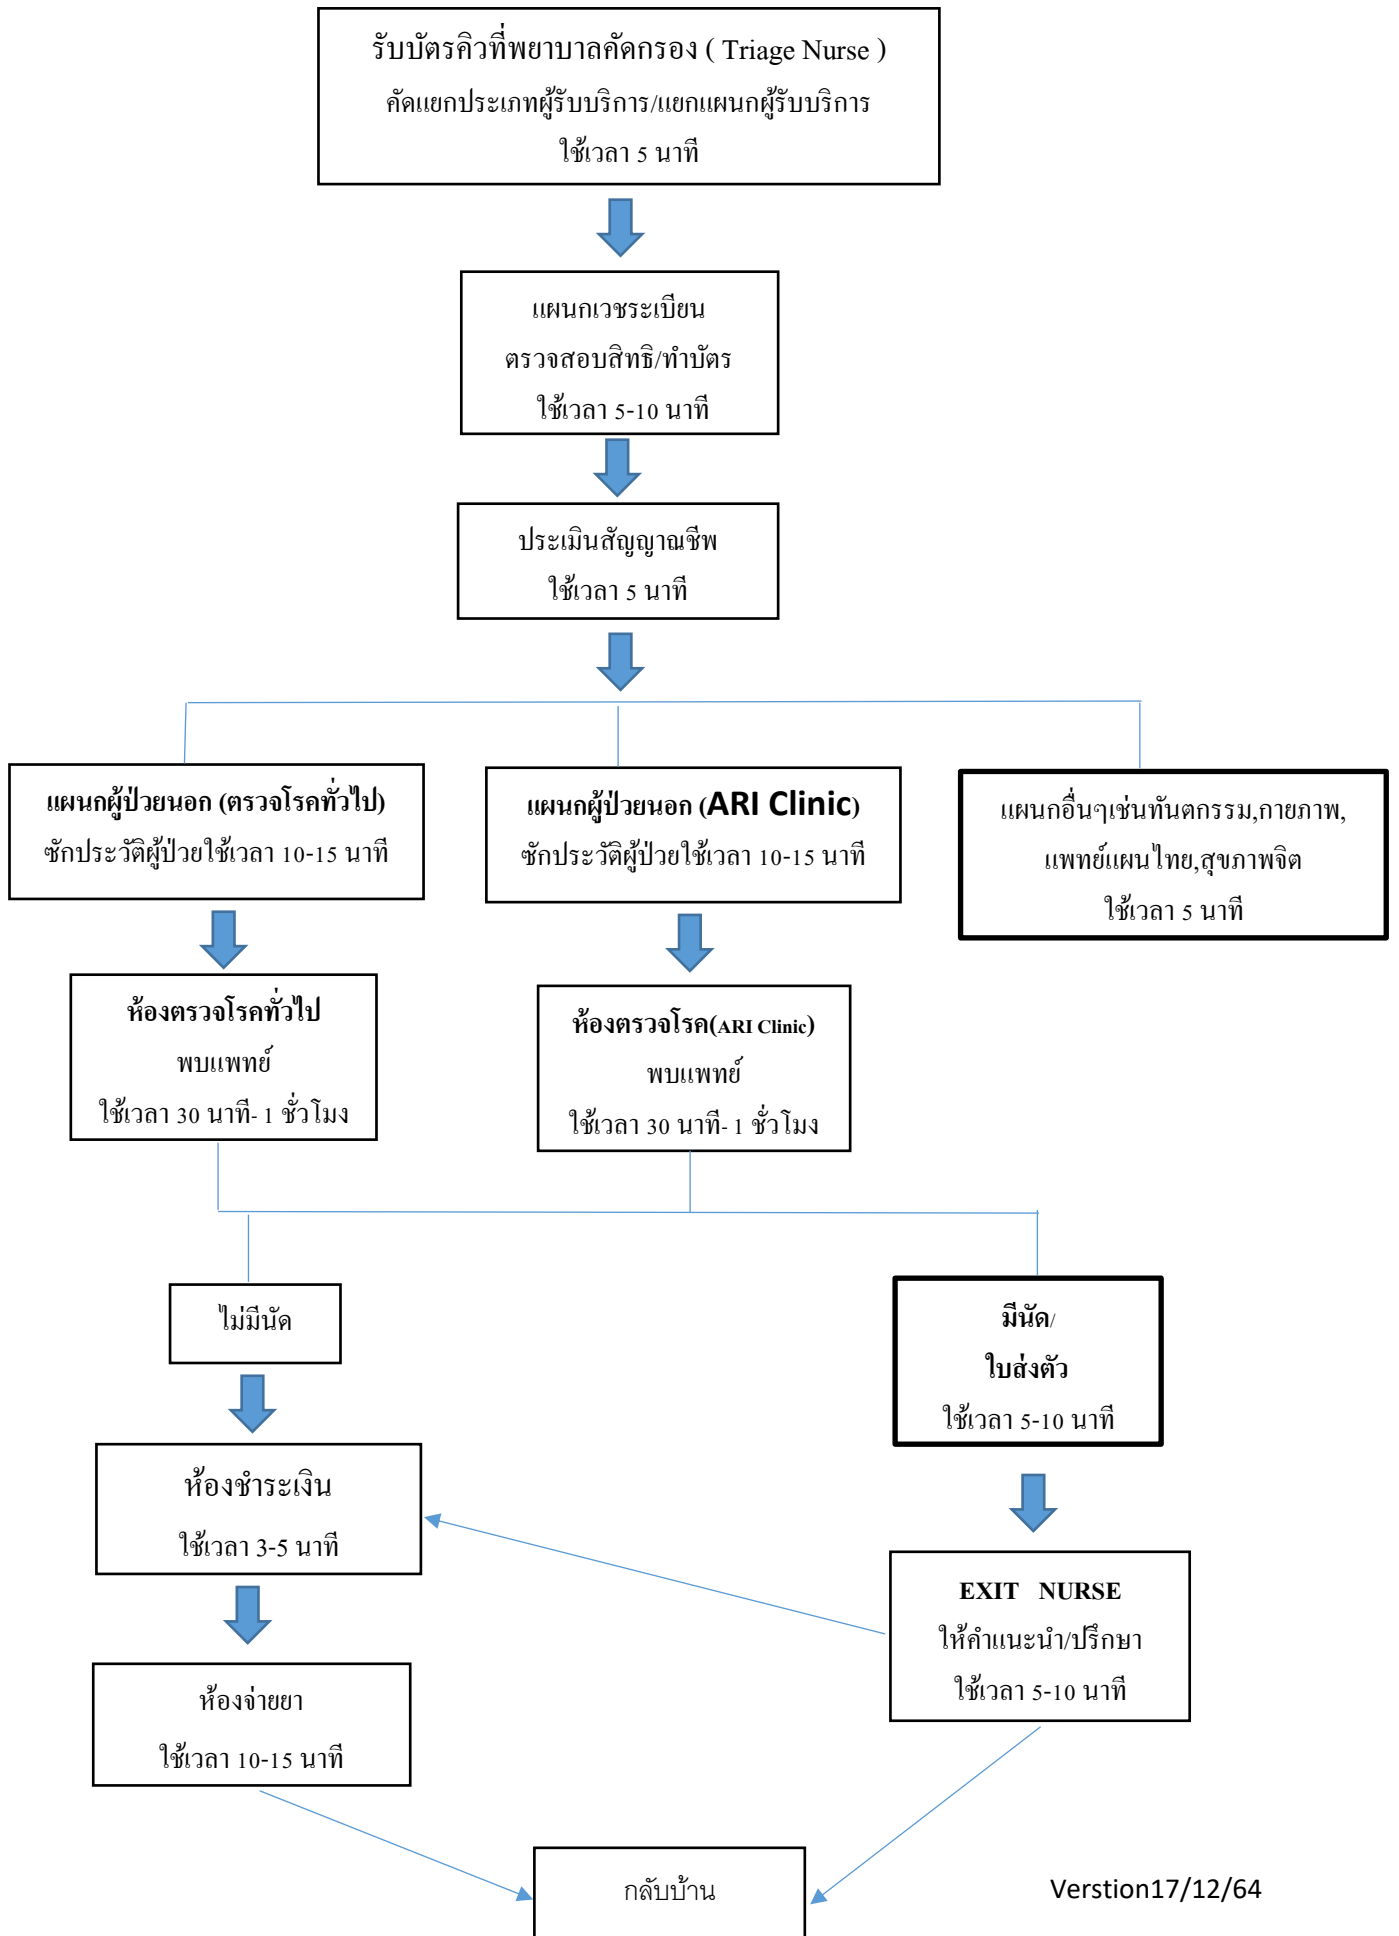 รับบัตรคิวที่พยาบาลคัดกรอง ( Triage Nurse )
คัดแยกประเภทผู้รับบริการ/แยกแผนกผู้รับบริการ
ใช้เวลา 5 นาที
แผนกเวชระเบียน
ตรวจสอบสิทธิ/ทำบัตร
ใช้เวลา 5-10 นาที
ประเมินสัญญาณชีพ
ใช้เวลา 5 นาที
แผนกผู้ป่วยนอก (ตรวจโรคทั่วไป)
ซักประวัติผู้ป่วยใช้เวลา 10-15 นาที
แผนกผู้ป่วยนอก (ARI Clinic)
ซักประวัติผู้ป่วยใช้เวลา 10-15 นาที
แผนกอื่นๆเช่นทันตกรรม,กายภาพ,
แพทย์แผนไทย,สุขภาพจิต
ใช้เวลา 5 นาที
ห้องตรวจโรคทั่วไป
พบแพทย์
ใช้เวลา 30 นาที- 1 ชั่วโมง
ห้องตรวจโรค(ARI Clinic)
พบแพทย์
ใช้เวลา 30 นาที- 1 ชั่วโมง
ไม่มีนัด
มีนัด/
ใบส่งตัว
ใช้เวลา 5-10 นาที
ห้องชำระเงิน
ใช้เวลา 3-5 นาที
EXIT NURSE
ให้คำแนะนำ/ปรึกษา
ใช้เวลา 5-10 นาที
ห้องจ่ายยา
ใช้เวลา 10-15 นาที
กลับบ้าน
Verstion17/12/64